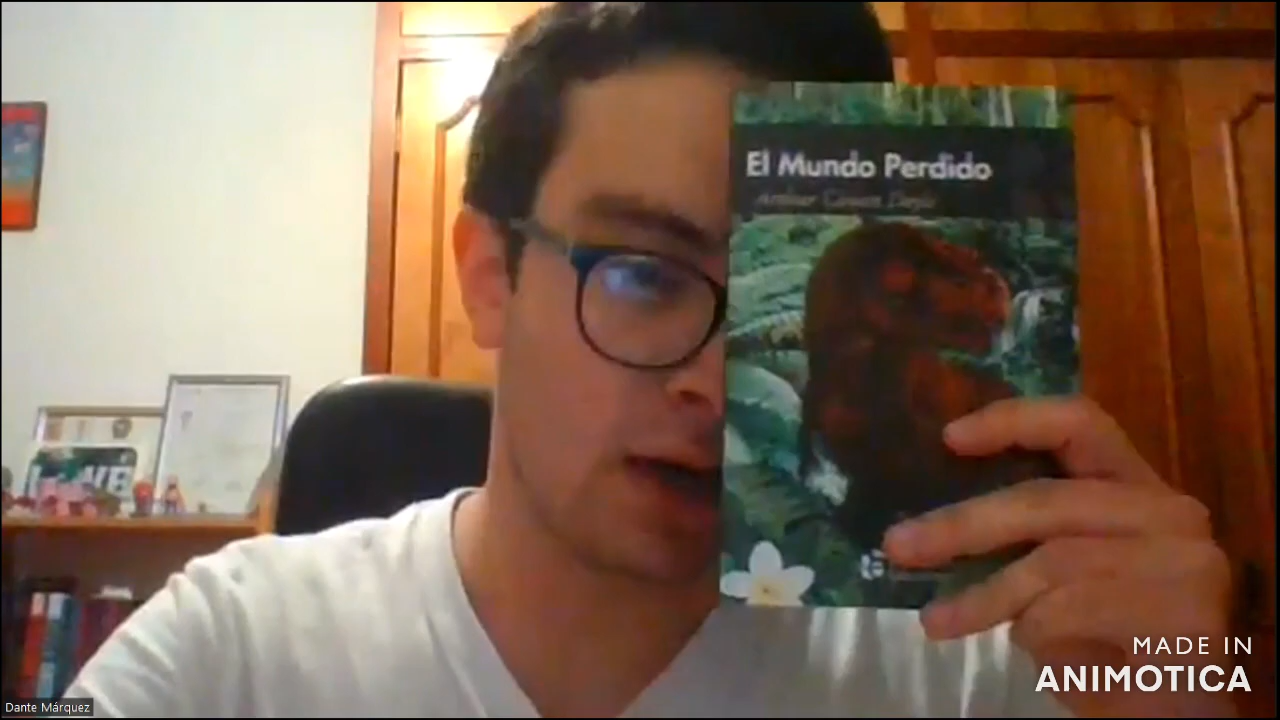 El Mundo Perdido
Arthur Conan Doyle
MADE IN
ANIMOTICA
Dante Márquez